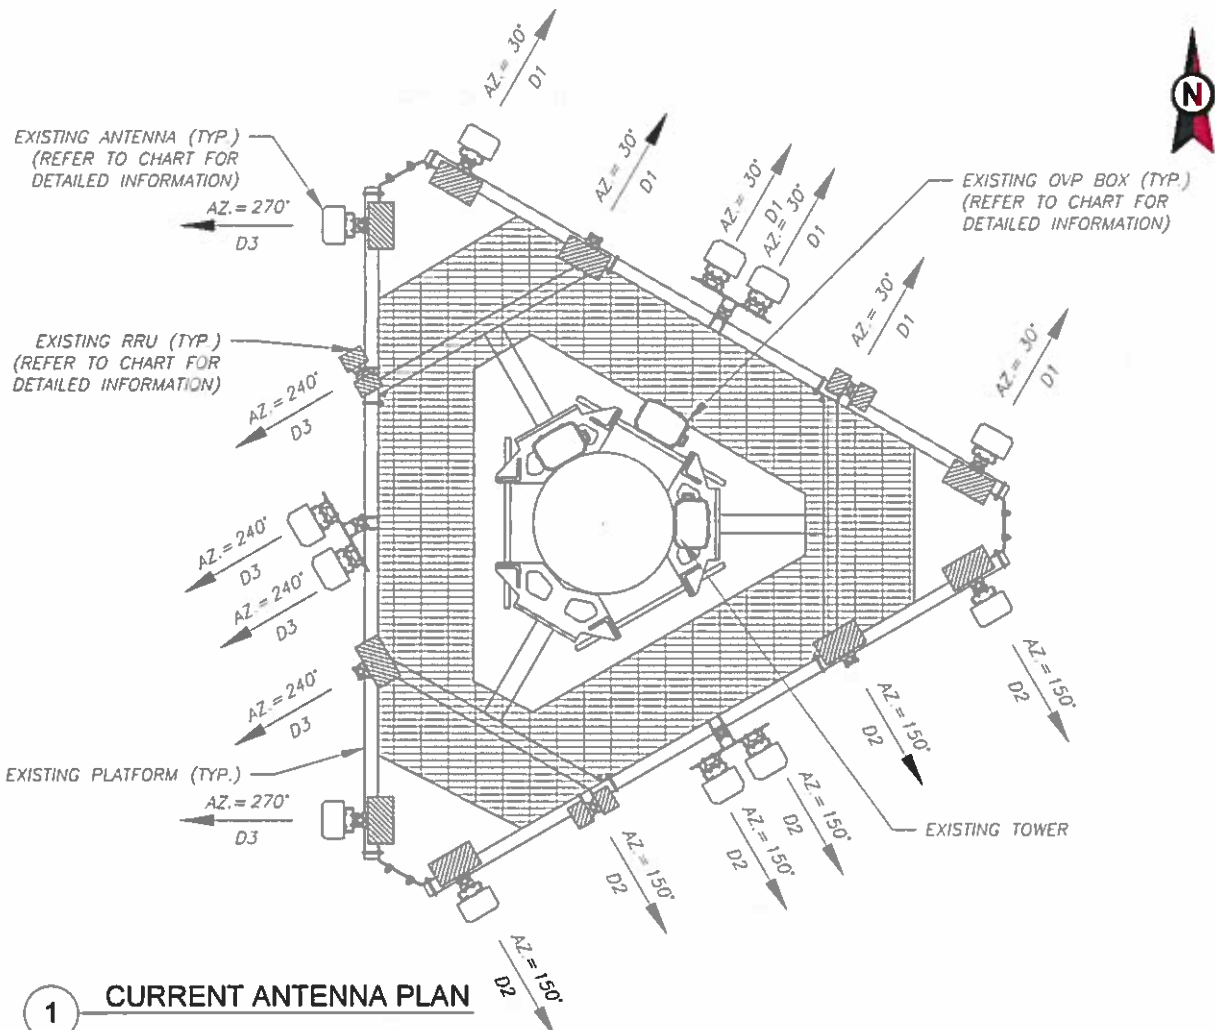 AZ.= 30°
D1
N
EXISTING ANTENNA (TYP.)
(REFER TO CHART FOR
DETAILED INFORMATION)
AZ.= 30°
D1
AZ.= 30°
D1
AZ.= 30°
D1
EXISTING OVP BOX (TYP.)
(REFER TO CHART FOR
DETAILED INFORMATION)
AZ.= 270°
D3
AZ.= 30°
D1
EXISTING RRU (TYP.)
(REFER TO CHART FOR
DETAILED INFORMATION)
AZ.= 30°
D1
AZ.= 240°
D3
AZ.= 240°
D3
AZ.= 240°
D3
AZ.= 240°
D3
AZ.= 150°
D2
AZ.= 150°
D2
EXISTING PLATFORM (TYP.)
AZ.= 270°
D3
AZ.= 150°
D2
AZ.= 150°
D2
EXISTING TOWER
AZ.= 150°
D2
AZ.= 150°
D2
1 CURRENT ANTENNA PLAN